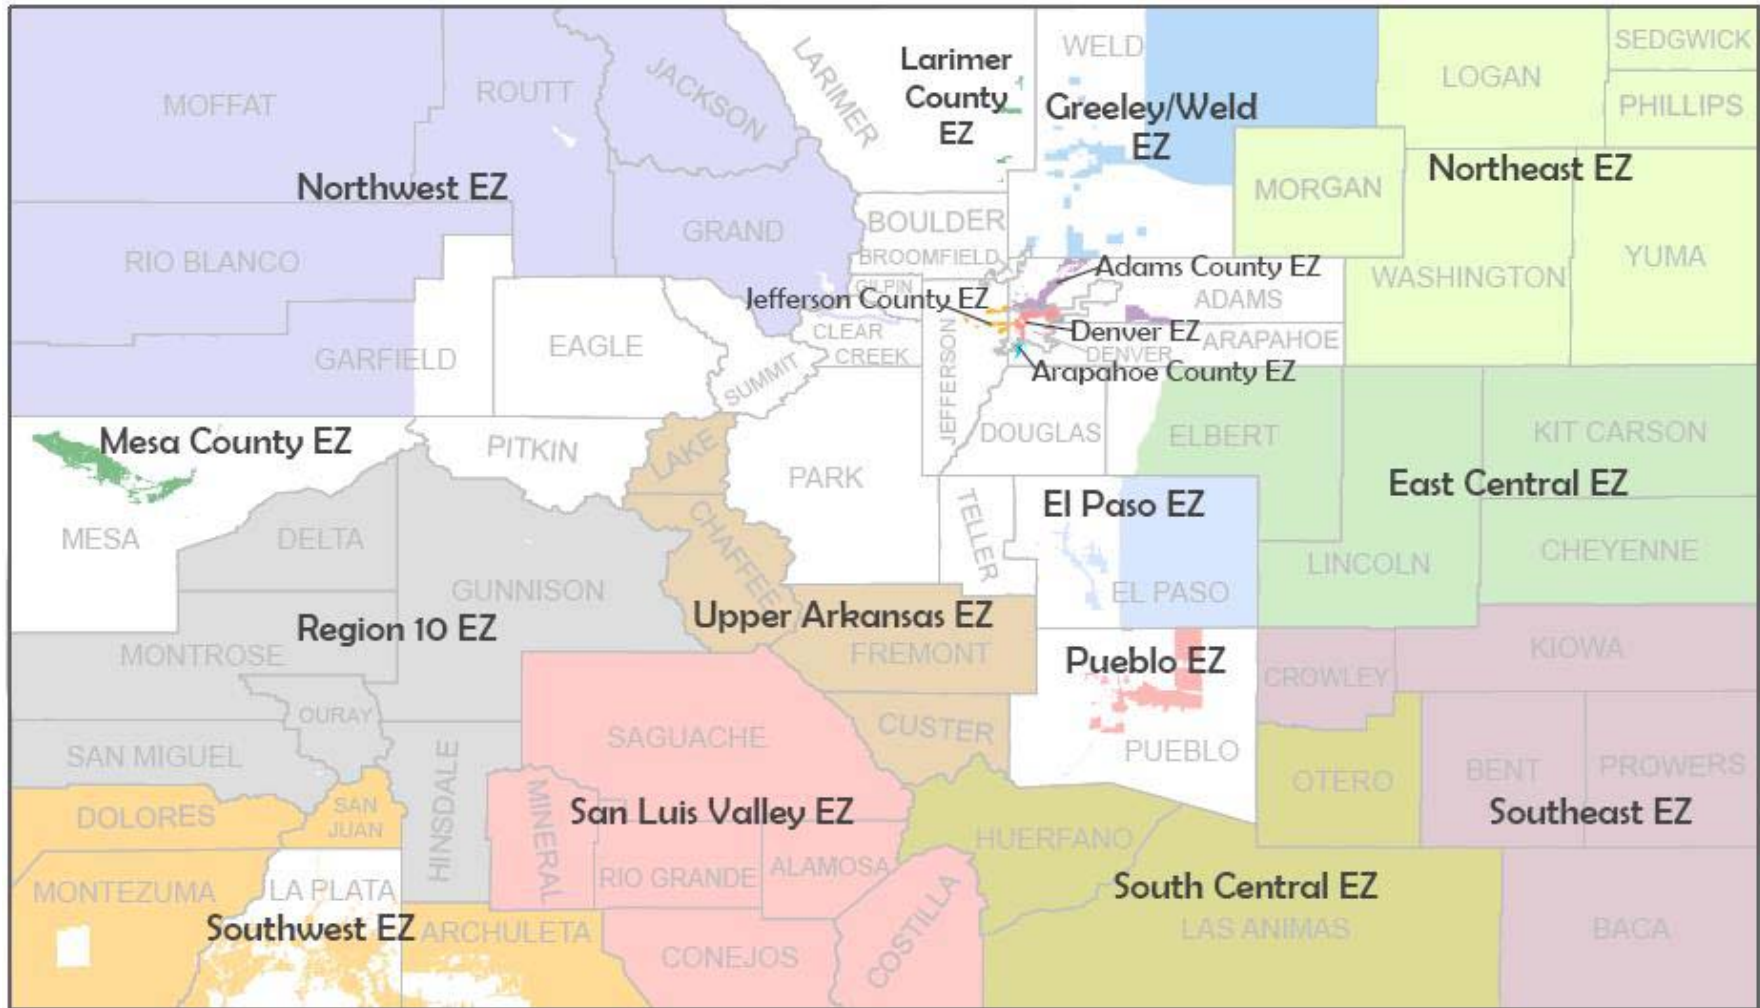 MOFFAT
ROUTT
JACKSON
LARIMER
Larimer
County
EZ
WELD
Greeley/Weld
EZ
LOGAN
SEDGWICK
PHILLIPS
Northwest EZ
Northeast EZ
MORGAN
GRAND
BOULDER
BROOMFIELD
RIO BLANCO
WASHINGTON
YUMA
GILPIN
Adams County EZ
ADAMS
Jefferson County EZ
CLEAR
CREEK
Denver EZ
DENVER
ARAPAHOE
Arapahoe County EZ
GARFIELD
EAGLE
SUMMIT
JEFFERSON
Mesa County EZ
MESA
PITKIN
LAKE
PARK
DOUGLAS
ELBERT
KIT CARSON
East Central EZ
El Paso EZ
TELLER
DELTA
CHAFFEE
GUNNISON
EL PASO
LINCOLN
CHEYENNE
Region 10 EZ
Upper Arkansas EZ
MONTROSE
FREMONT
Pueblo EZ
CROWLEY
KIOWA
OURAY
SAN MIGUEL
HINSDALE
SAGUACHE
CUSTER
PUEBLO
OTERO
BENT
PROWERS
DOLORES
SAN
JUAN
MINERAL
San Luis Valley EZ
HUERFANO
Southeast EZ
MONTEZUMA
LA PLATA
Southwest EZ
ARCHULETA
RIO GRANDE
ALAMOSA
COSTILLA
CONEJOS
South Central EZ
LAS ANIMAS
BACA